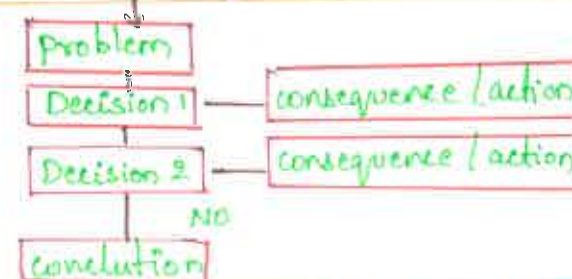 problem
Decision 1 consequence / action
Decision 2 consequence / action
NO
conclution